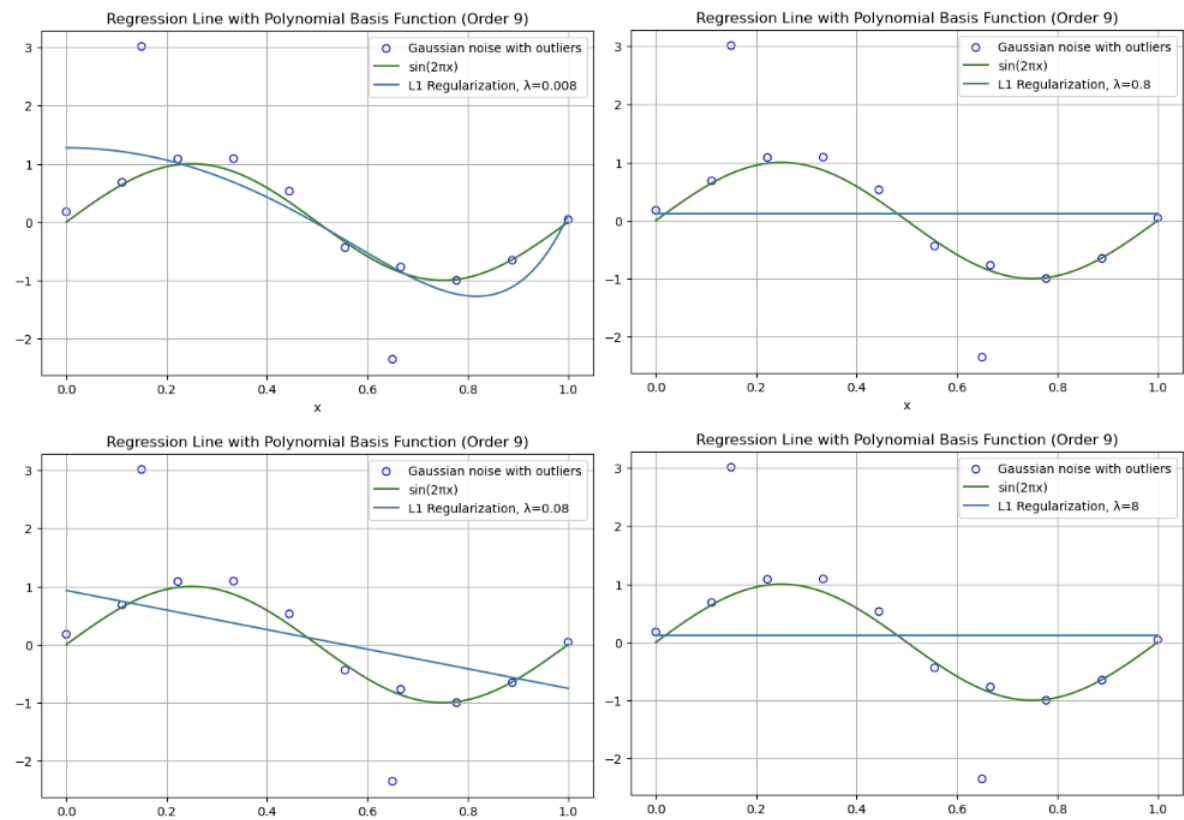 Regression Line with Polynomial Basis Function (Order 9)
3
2
1
0
−1
−2
Gaussian noise with outliers
sin(2πx)
L1 Regularization, λ=0.008
0.0 0.2 0.4 0.6 0.8 1.0
x
Regression Line with Polynomial Basis Function (Order 9)
3
2
1
0
−1
−2
Gaussian noise with outliers
sin(2πx)
L1 Regularization, λ=0.8
0.0 0.2 0.4 0.6 0.8 1.0
x
Regression Line with Polynomial Basis Function (Order 9)
3
2
1
0
−1
−2
Gaussian noise with outliers
sin(2πx)
L1 Regularization, λ=0.08
0.0 0.2 0.4 0.6 0.8 1.0
Regression Line with Polynomial Basis Function (Order 9)
3
2
1
0
−1
−2
Gaussian noise with outliers
sin(2πx)
L1 Regularization, λ=8
0.0 0.2 0.4 0.6 0.8 1.0